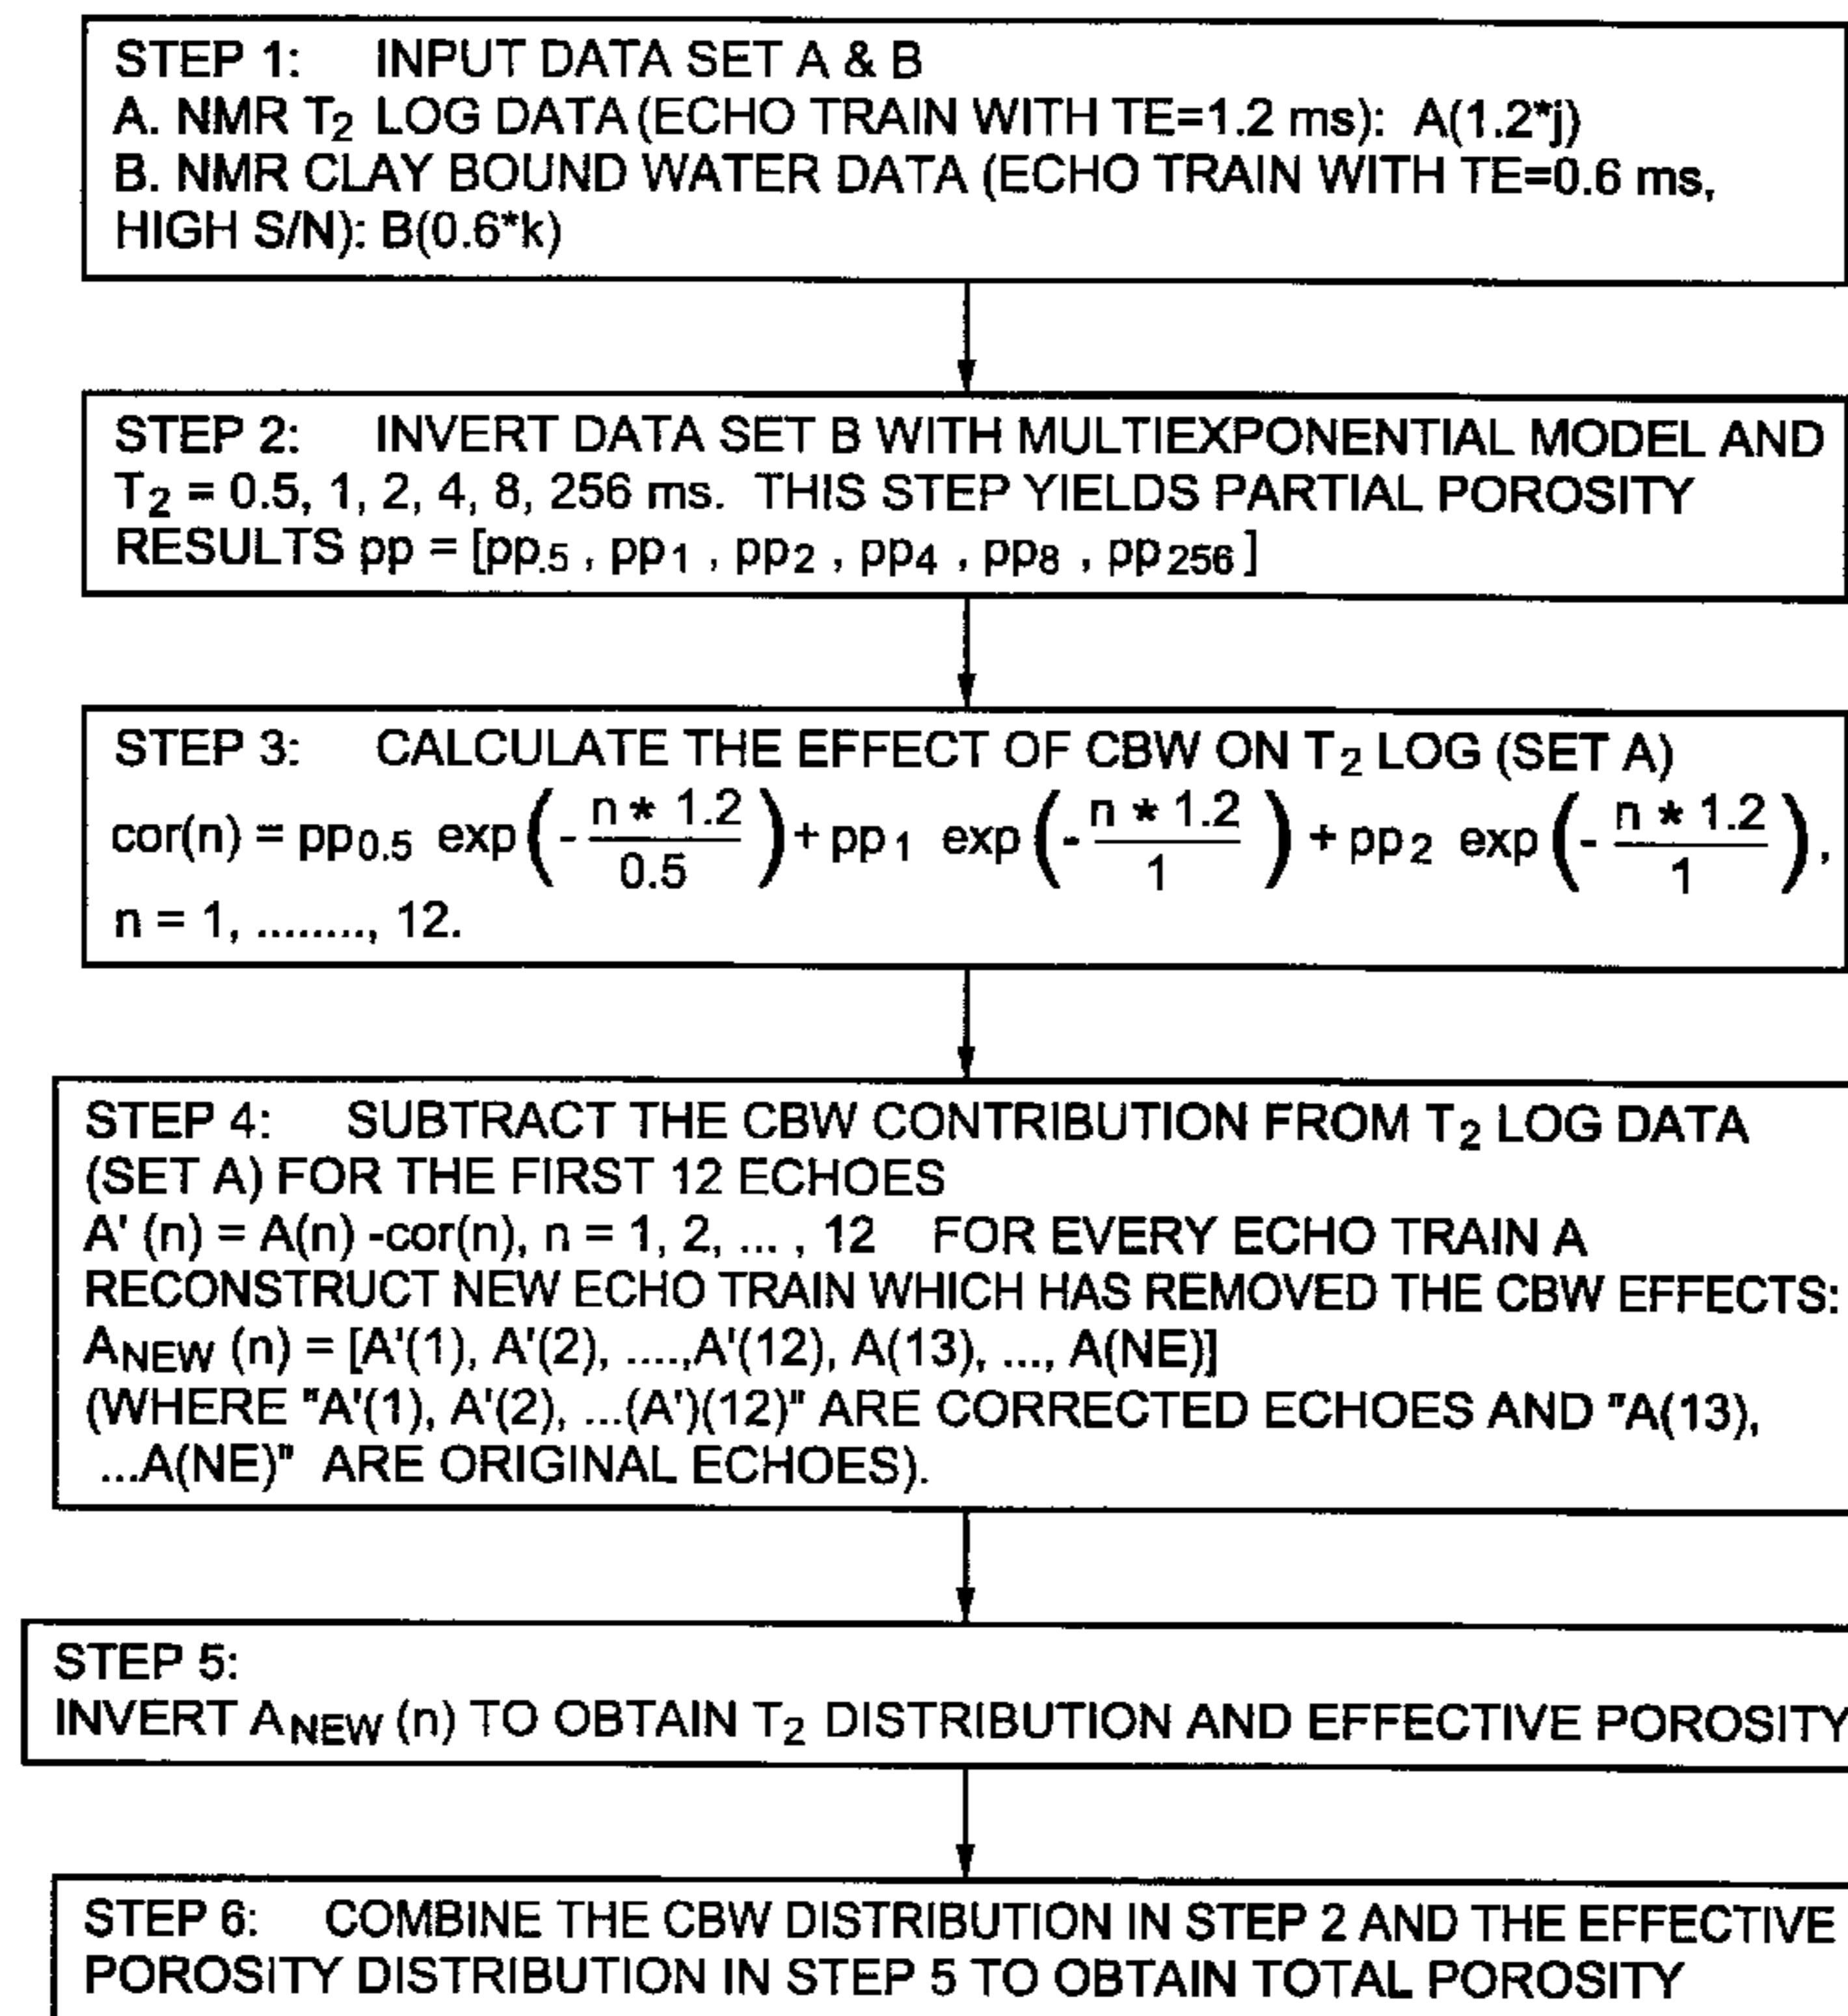 STEP 1: INPUT DATA SET A & B
A. NMR T₂ LOG DATA (ECHO TRAIN WITH TE=1.2 ms): A(1.2*j)
B. NMR CLAY BOUND WATER DATA (ECHO TRAIN WITH TE=0.6 ms,
HIGH S/N): B(0.6*k)
STEP 2: INVERT DATA SET B WITH MULTIEXPONENTIAL MODEL AND
T₂ = 0.5, 1, 2, 4, 8, 256 ms. THIS STEP YIELDS PARTIAL POROSITY
RESULTS pp = [pp.₅ , pp₁ , pp₂ , pp₄ , pp₈ , pp₂₅₆ ]
STEP 3: CALCULATE THE EFFECT OF CBW ON T₂ LOG (SET A)
cor(n) = pp₀.₅ exp(- n * 1.2 / 0.5) + pp₁ exp(- n * 1.2 / 1) + pp₂ exp(- n * 1.2 / 1),
n = 1, ........, 12.
STEP 4: SUBTRACT THE CBW CONTRIBUTION FROM T₂ LOG DATA
(SET A) FOR THE FIRST 12 ECHOES
A' (n) = A(n) -cor(n), n = 1, 2, ... , 12 FOR EVERY ECHO TRAIN A
RECONSTRUCT NEW ECHO TRAIN WHICH HAS REMOVED THE CBW EFFECTS:
A_NEW (n) = [A'(1), A'(2), ....,A'(12), A(13), ..., A(NE)]
(WHERE "A'(1), A'(2), ...(A')(12)" ARE CORRECTED ECHOES AND "A(13),
...A(NE)" ARE ORIGINAL ECHOES).
STEP 5:
INVERT A_NEW (n) TO OBTAIN T₂ DISTRIBUTION AND EFFECTIVE POROSITY
STEP 6: COMBINE THE CBW DISTRIBUTION IN STEP 2 AND THE EFFECTIVE
POROSITY DISTRIBUTION IN STEP 5 TO OBTAIN TOTAL POROSITY